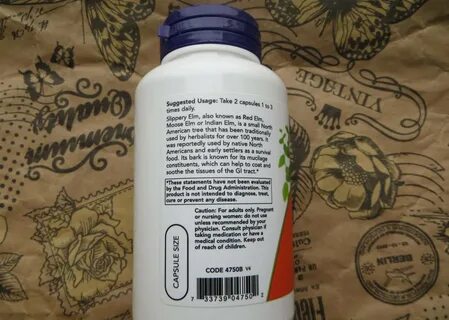 Suggested Usage: Take 2 capsules 1 to 3
times daily.
Slippery Elm, also known as Red Elm,
Moose Elm or Indian Elm, is a small North
American tree that has been traditionally
used by herbalists for over 100 years. It
was reportedly used by native North
Americans and early settlers as a survival
food. Its bark is known for its mucilage
constituents, which can help to coat and
soothe the tissues of the GI tract.*
*These statements have not been evaluated
by the Food and Drug Administration. This
product is not intended to diagnose, treat,
cure or prevent any disease.
Caution: For adults only. Pregnant
or nursing women: do not use
unless recommended by your
physician. Consult physician if
taking medication or have a
medical condition. Keep out
of reach of children.
CAPSULE SIZE
CODE 4750B V4
7 33739 04750 2
VINTAGE
Premium
Quality
BERLIN